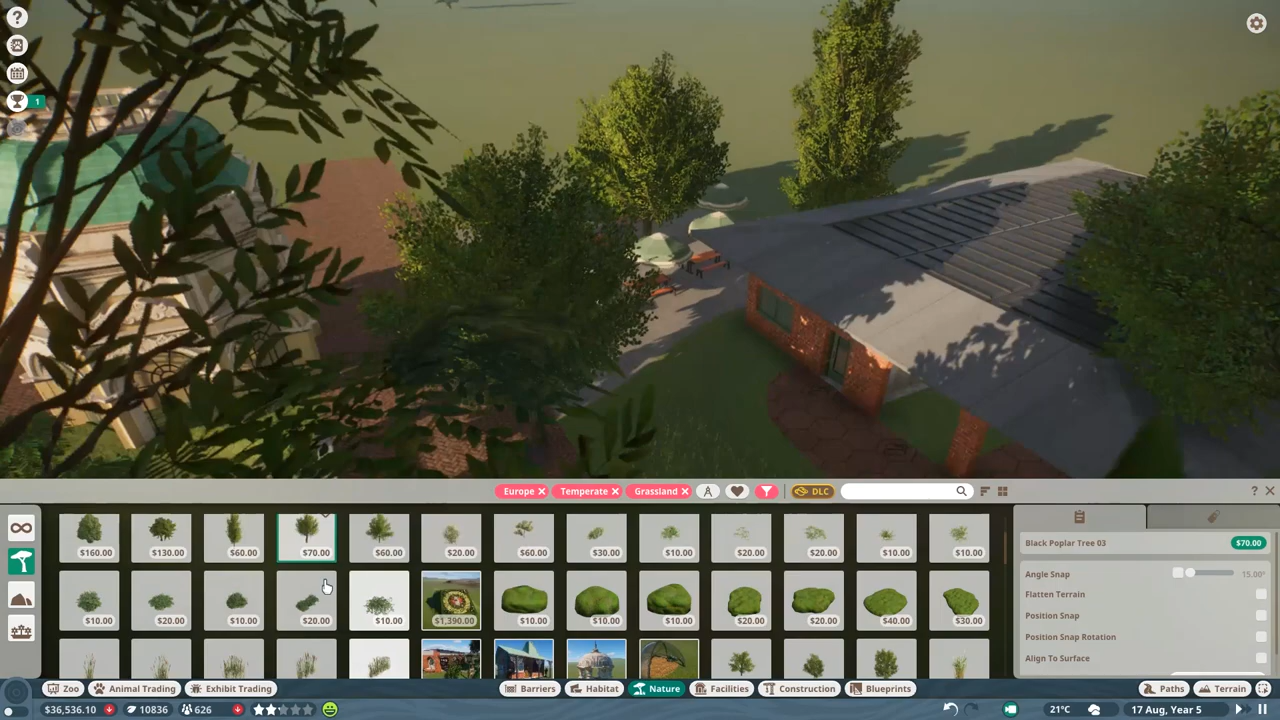 ?
1
Europe ✕ Temperate ✕ Grassland ✕ DLC
? ✕
$160.00 $130.00 $60.00 $70.00 $60.00 $20.00 $60.00 $30.00 $10.00 $20.00 $20.00 $10.00 $10.00
$10.00 $20.00 $10.00 $20.00 $10.00 $1,390.00 $10.00 $10.00 $10.00 $20.00 $20.00 $40.00 $30.00
Black Poplar Tree 03 $70.00
Angle Snap 15.00°
Flatten Terrain
Position Snap
Position Snap Rotation
Align To Surface
Zoo Animal Trading Exhibit Trading Barriers Habitat Nature Facilities Construction Blueprints Paths Terrain
$36,536.10 10836 626 21°C 17 Aug, Year 5